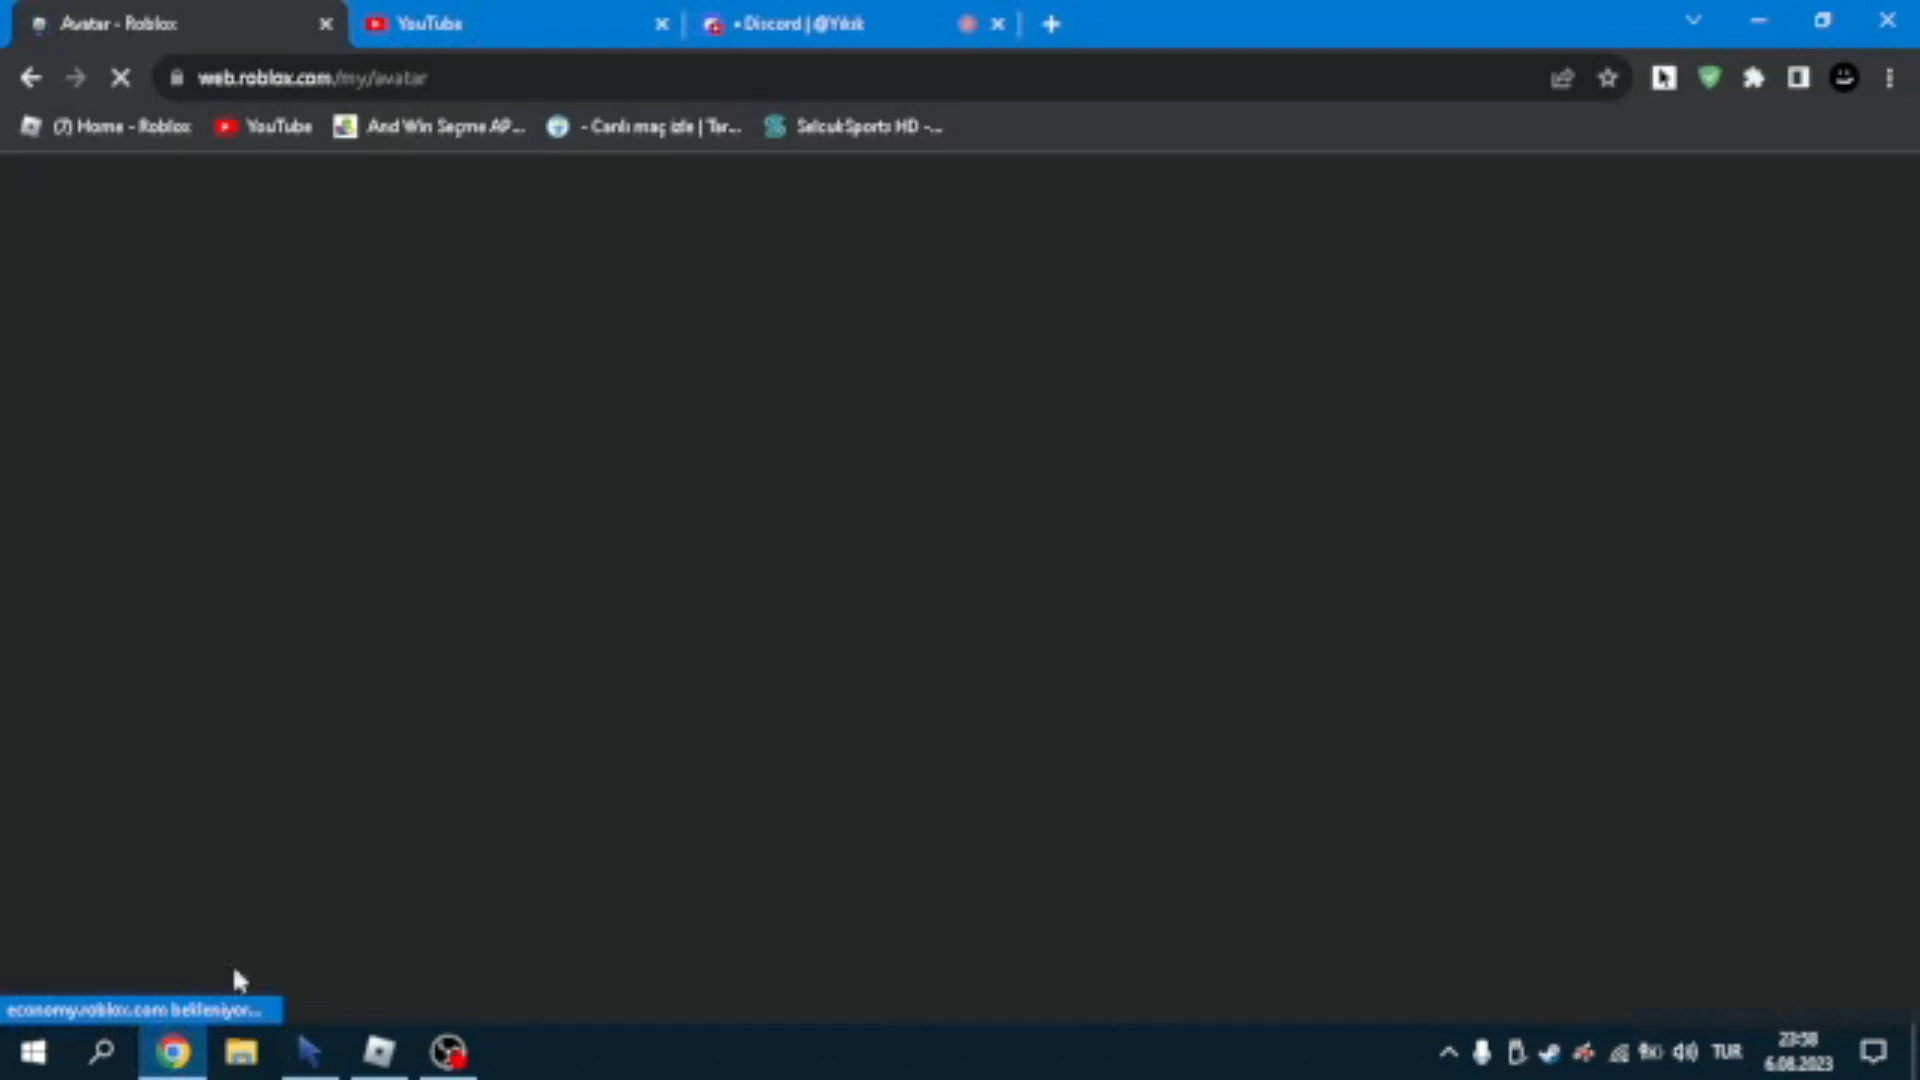 Avatar - Roblox
YouTube
• Discord | @Yıkık
web.roblox.com/my/avatar
(7) Home - Roblox
YouTube
And Win Seçme AP...
- Canlı maç izle | Tar...
SelcukSports HD -...
economy.roblox.com bekleniyor...
TUR
23:58
6.08.2023